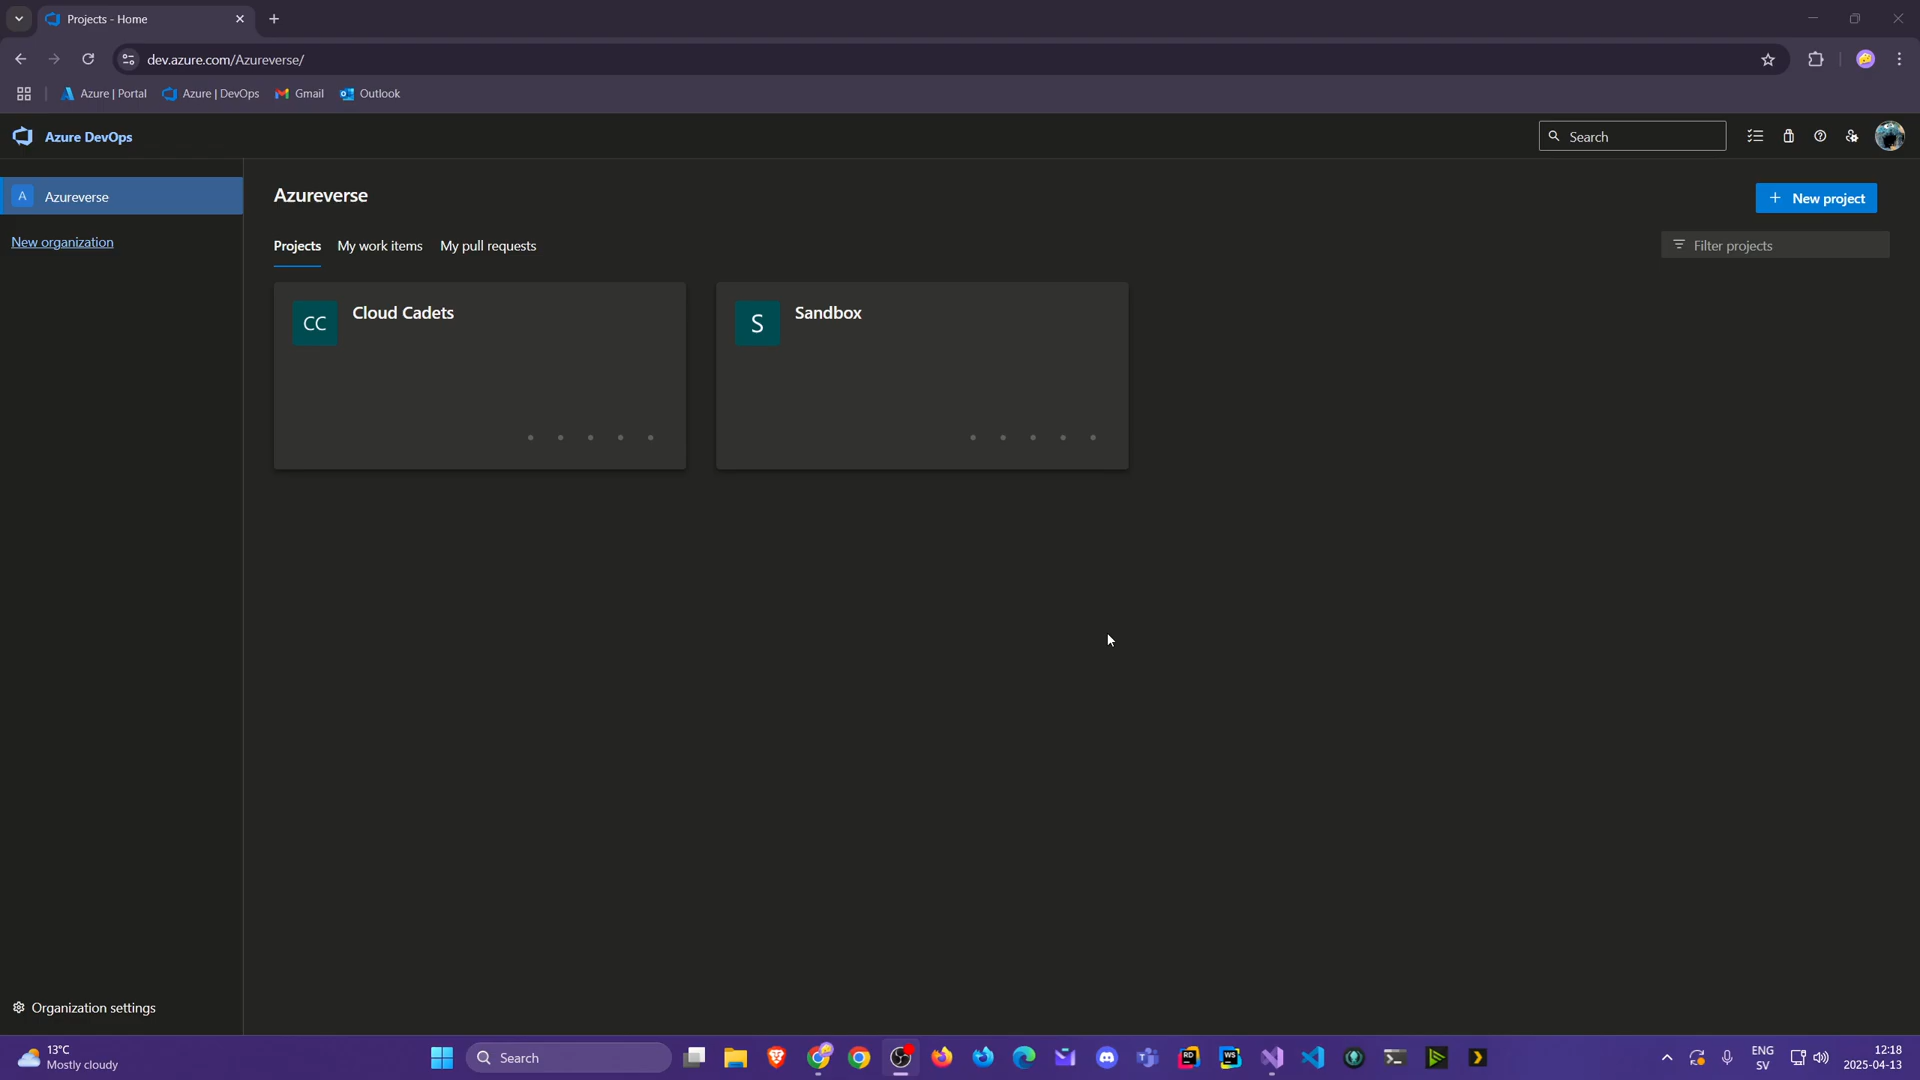 Projects - Home
dev.azure.com/Azureverse/
Azure | Portal
Azure | DevOps
Gmail
Outlook
Azure DevOps
Search
A
Azureverse
New organization
Azureverse
New project
Projects
My work items
My pull requests
Filter projects
CC
Cloud Cadets
S
Sandbox
Organization settings
13°C
Mostly cloudy
Search
RD
WS
ENG
SV
12:18
2025-04-13